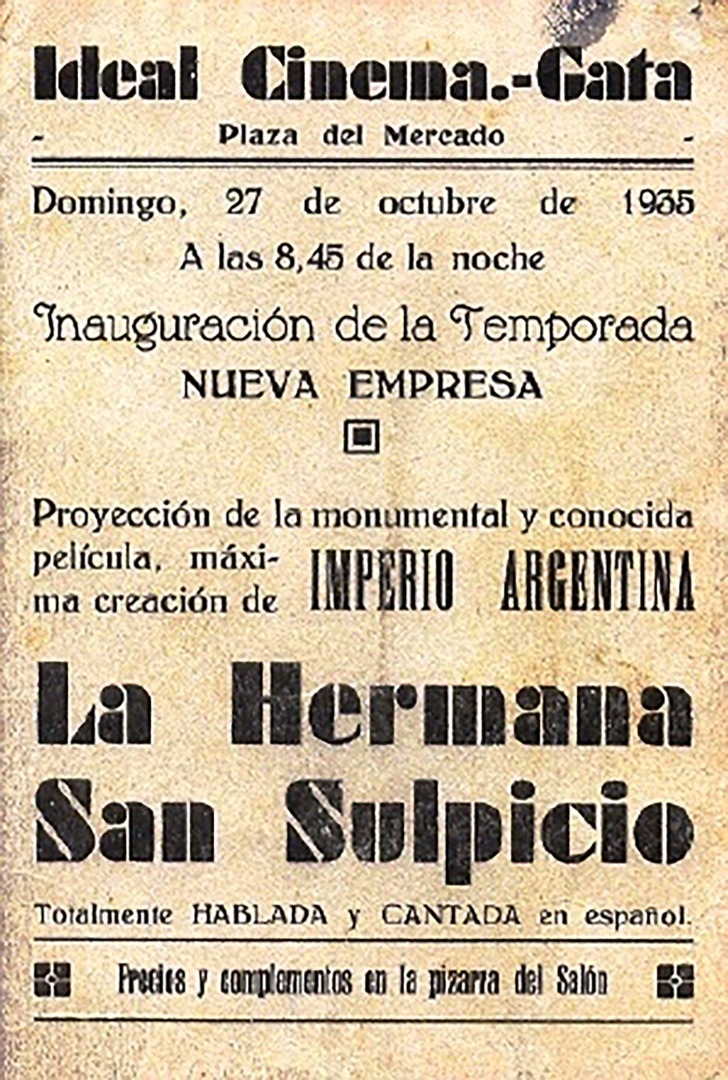 Ideal Cinema.-Gata
- Plaza del Mercado -
Domingo, 27 de octubre de 1935
A las 8,45 de la noche
Inauguración de la Temporada
NUEVA EMPRESA
Proyección de la monumental y conocida
película, máxi-
ma creación de IMPERIO ARGENTINA
La Hermana
San Sulpicio
Totalmente HABLADA y CANTADA en español.
Precios y complementos en la pizarra del Salón